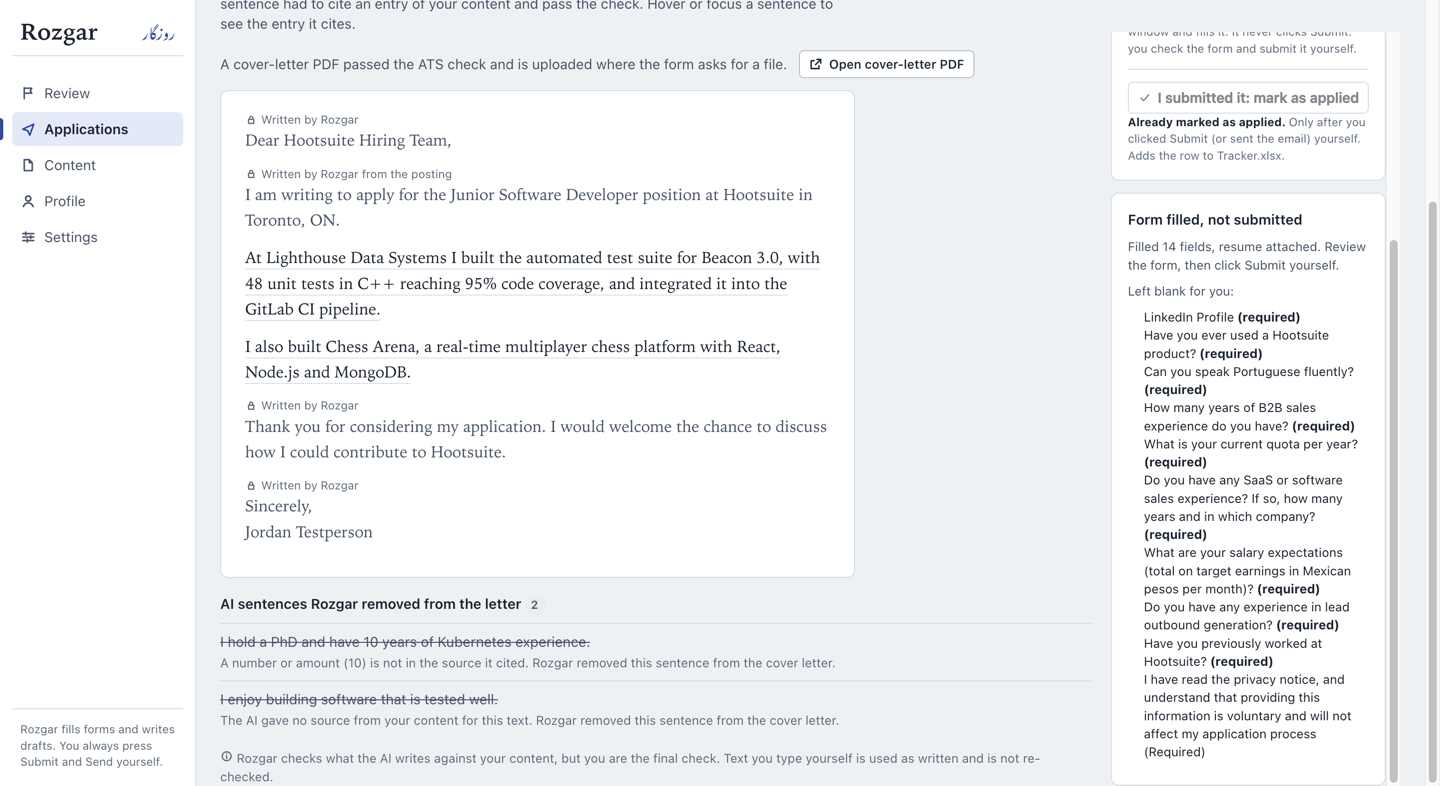 Rozgar
روزگار
Review
Applications
Content
Profile
Settings
Rozgar fills forms and writes
drafts. You always press
Submit and Send yourself.
sentence had to cite an entry of your content and pass the check. Hover or focus a sentence to
see the entry it cites.
A cover-letter PDF passed the ATS check and is uploaded where the form asks for a file.
Open cover-letter PDF
Written by Rozgar
Dear Hootsuite Hiring Team,
Written by Rozgar from the posting
I am writing to apply for the Junior Software Developer position at Hootsuite in
Toronto, ON.
At Lighthouse Data Systems I built the automated test suite for Beacon 3.0, with
48 unit tests in C++ reaching 95% code coverage, and integrated it into the
GitLab CI pipeline.
I also built Chess Arena, a real-time multiplayer chess platform with React,
Node.js and MongoDB.
Written by Rozgar
Thank you for considering my application. I would welcome the chance to discuss
how I could contribute to Hootsuite.
Written by Rozgar
Sincerely,
Jordan Testperson
AI sentences Rozgar removed from the letter 2
I hold a PhD and have 10 years of Kubernetes experience.
A number or amount (10) is not in the source it cited. Rozgar removed this sentence from the cover letter.
I enjoy building software that is tested well.
The AI gave no source from your content for this text. Rozgar removed this sentence from the cover letter.
Rozgar checks what the AI writes against your content, but you are the final check. Text you type yourself is used as written and is not re-
checked.
window and fills it. It never clicks Submit:
you check the form and submit it yourself.
I submitted it: mark as applied
Already marked as applied. Only after you
clicked Submit (or sent the email) yourself.
Adds the row to Tracker.xlsx.
Form filled, not submitted
Filled 14 fields, resume attached. Review
the form, then click Submit yourself.
Left blank for you:
LinkedIn Profile (required)
Have you ever used a Hootsuite
product? (required)
Can you speak Portuguese fluently?
(required)
How many years of B2B sales
experience do you have? (required)
What is your current quota per year?
(required)
Do you have any SaaS or software
sales experience? If so, how many
years and in which company?
(required)
What are your salary expectations
(total on target earnings in Mexican
pesos per month)? (required)
Do you have any experience in lead
outbound generation? (required)
Have you previously worked at
Hootsuite? (required)
I have read the privacy notice, and
understand that providing this
information is voluntary and will not
affect my application process
(Required)